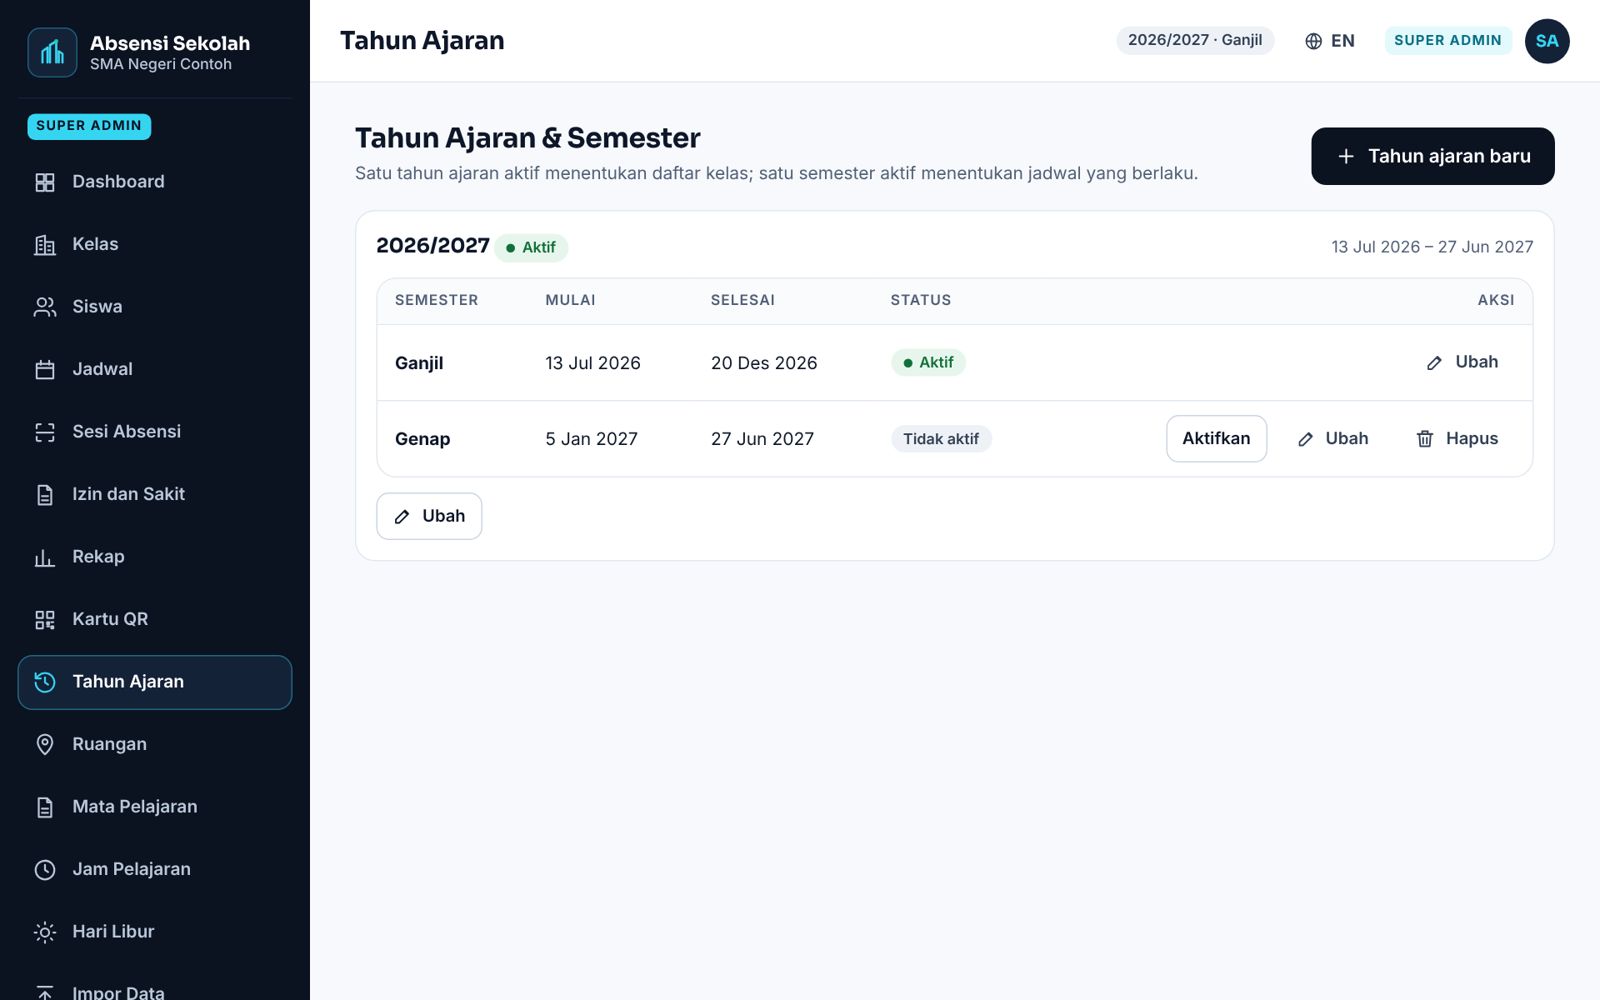 Absensi Sekolah
SMA Negeri Contoh
SUPER ADMIN
Dashboard
Kelas
Siswa
Jadwal
Sesi Absensi
Izin dan Sakit
Rekap
Kartu QR
Tahun Ajaran
Ruangan
Mata Pelajaran
Jam Pelajaran
Hari Libur
Impor Data
Tahun Ajaran
2026/2027 · Ganjil
EN
SUPER ADMIN
SA
Tahun Ajaran & Semester
Satu tahun ajaran aktif menentukan daftar kelas; satu semester aktif menentukan jadwal yang berlaku.
Tahun ajaran baru
2026/2027 Aktif 13 Jul 2026 – 27 Jun 2027
SEMESTER MULAI SELESAI STATUS AKSI
Ganjil 13 Jul 2026 20 Des 2026 Aktif Ubah
Genap 5 Jan 2027 27 Jun 2027 Tidak aktif Aktifkan Ubah Hapus
Ubah